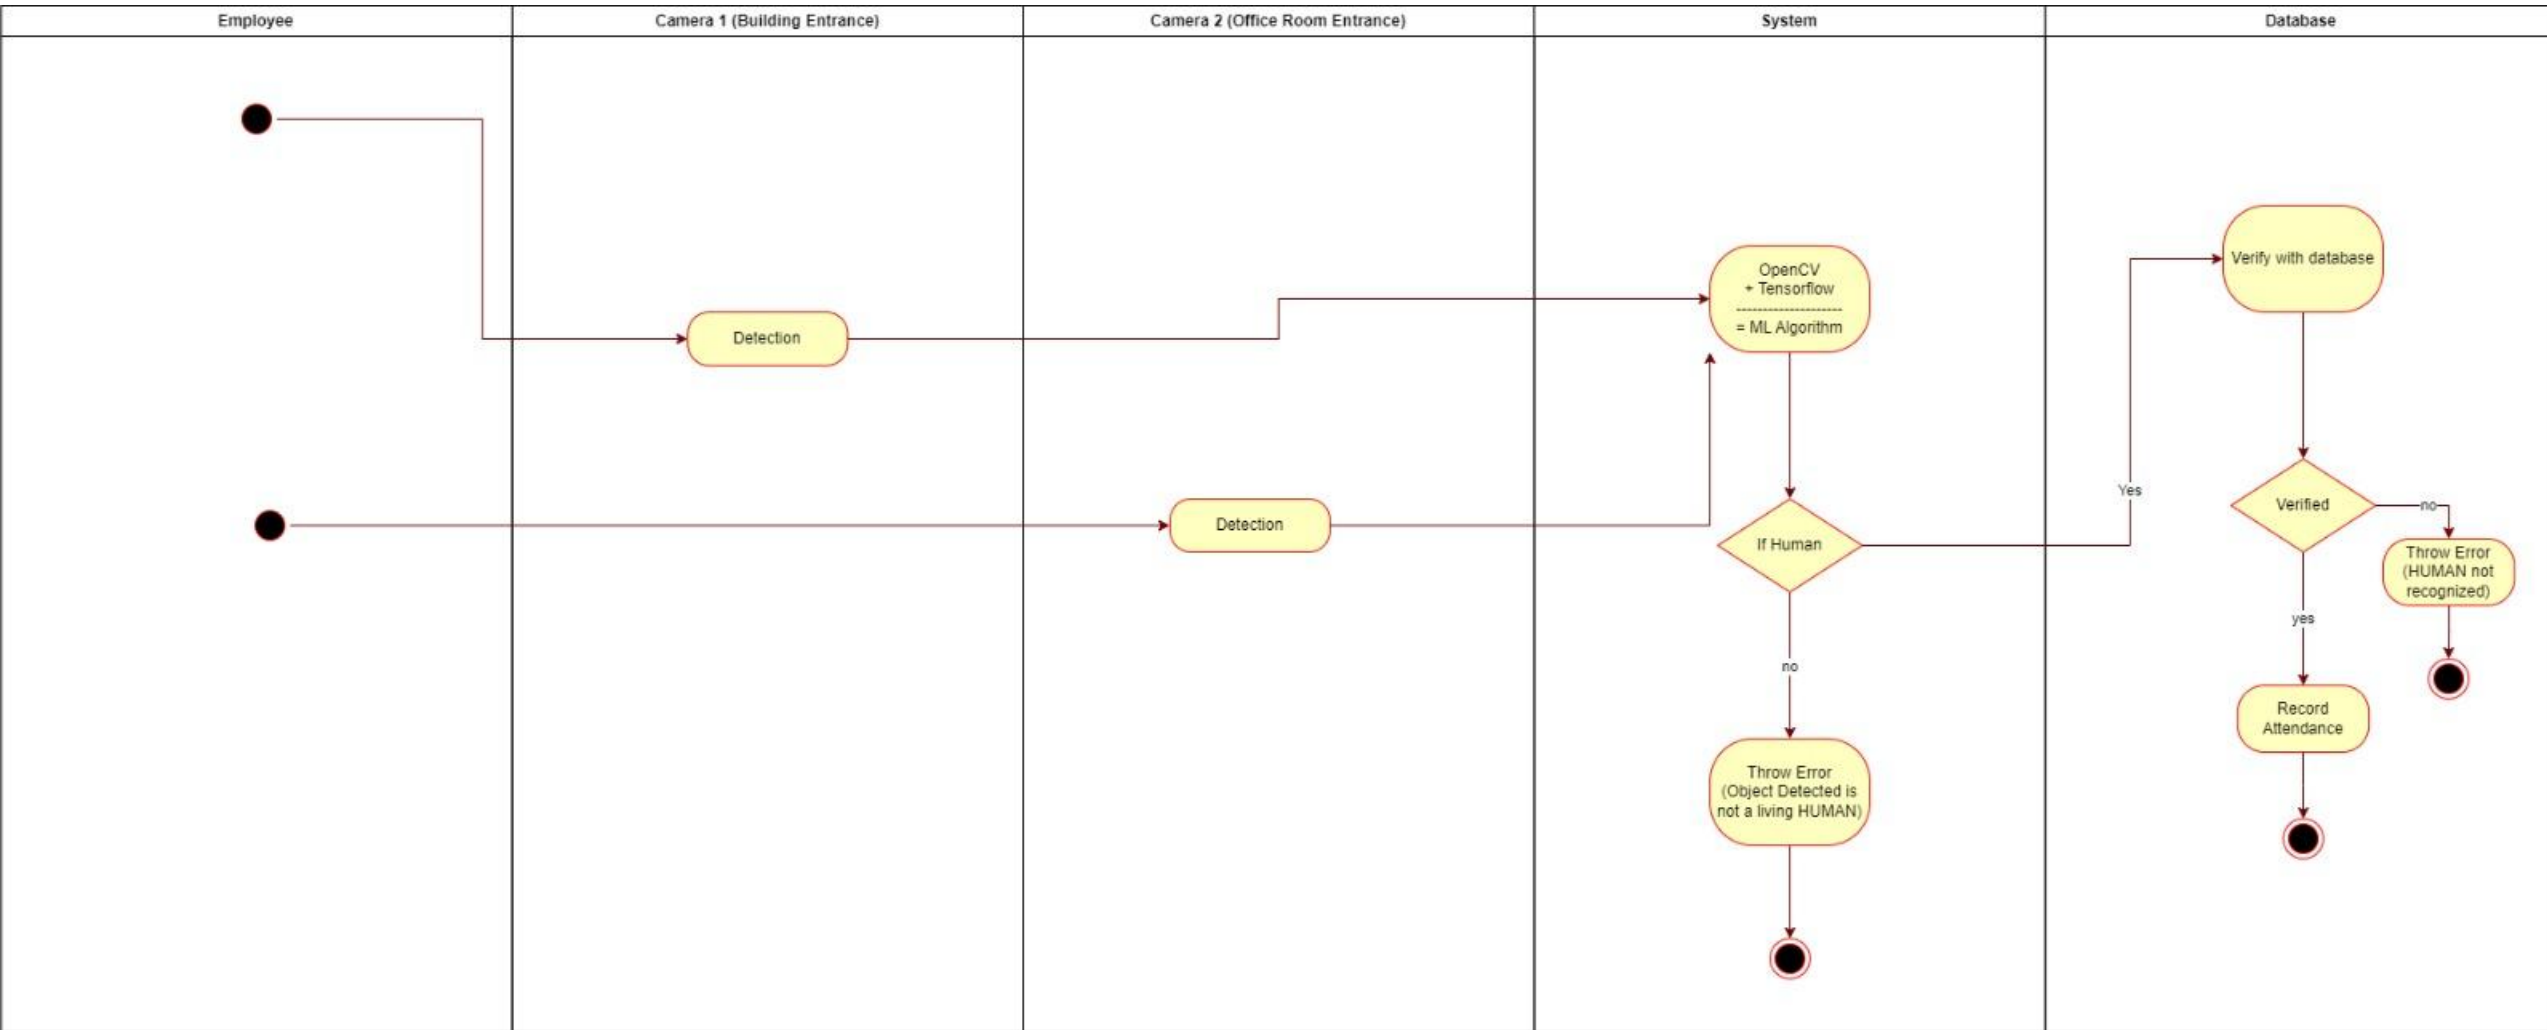 Employee
Camera 1 (Building Entrance)
Camera 2 (Office Room Entrance)
System
Database
Detection
Detection
OpenCV
+ Tensorflow
--------------------
= ML Algorithm
If Human
Yes
no
Throw Error
(Object Detected is
not a living HUMAN)
Verify with database
Verified
no
Throw Error
(HUMAN not
recognized)
yes
Record
Attendance